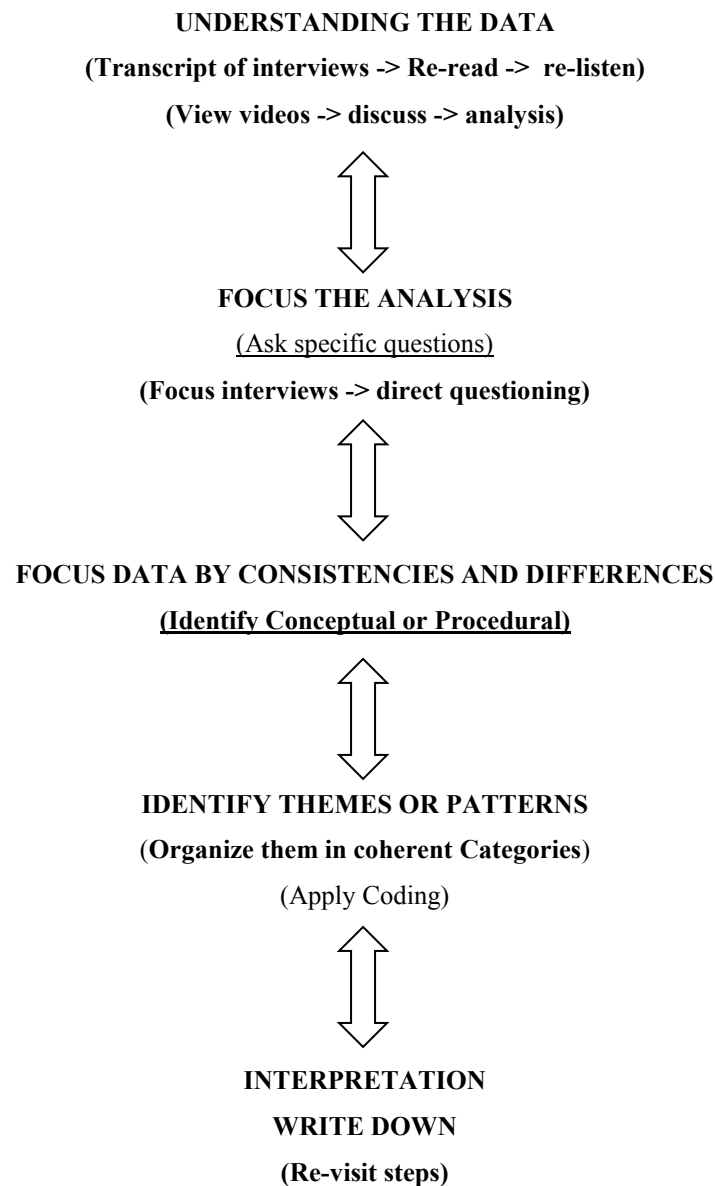 UNDERSTANDING THE DATA
(Transcript of interviews -> Re-read -> re-listen)
(View videos -> discuss -> analysis)
FOCUS THE ANALYSIS
(Ask specific questions)
(Focus interviews -> direct questioning)
FOCUS DATA BY CONSISTENCIES AND DIFFERENCES
(Identify Conceptual or Procedural)
IDENTIFY THEMES OR PATTERNS
(Organize them in coherent Categories)
(Apply Coding)
INTERPRETATION
WRITE DOWN
(Re-visit steps)